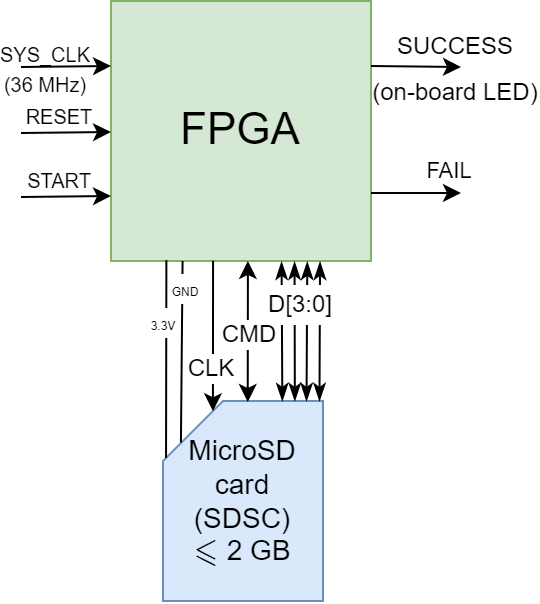 SYS_CLK
(36 MHz)
RESET
START
FPGA
SUCCESS
(on-board LED)
FAIL
GND
3.3V
D[3:0]
CMD
CLK
MicroSD
card
(SDSC)
⩽ 2 GB